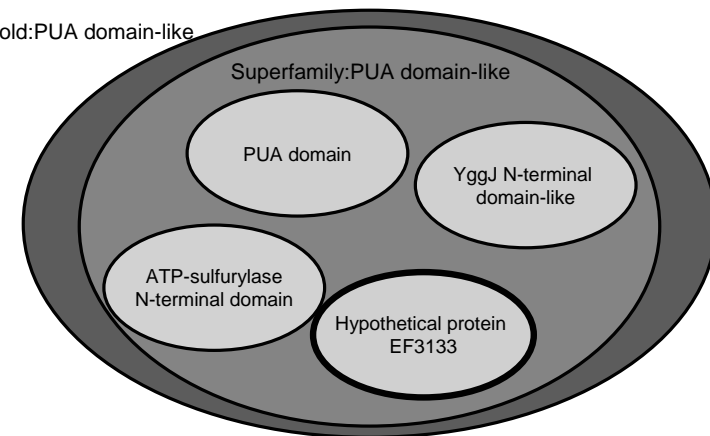 old:PUA domain-like
Superfamily:PUA domain-like
PUA domain
YggJ N-terminal
domain-like
ATP-sulfurylase
N-terminal domain
Hypothetical protein
EF3133